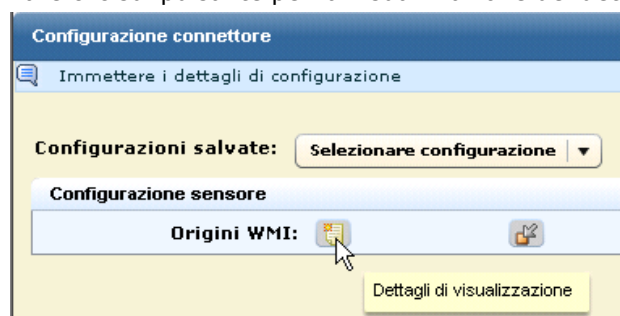 Configurazione connettore
Immettere i dettagli di configurazione
Configurazioni salvate: Selezionare configurazione
Configurazione sensore
Origini WMI:
Dettagli di visualizzazione